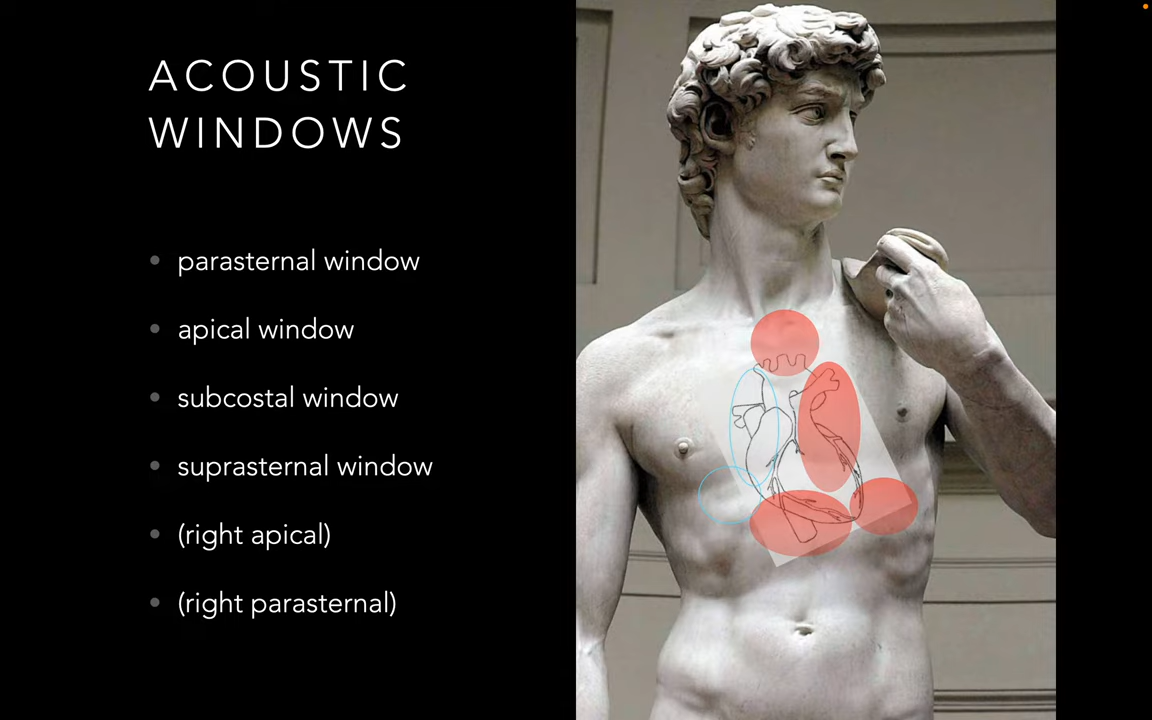 ACOUSTIC
WINDOWS
parasternal window
apical window
subcostal window
suprasternal window
(right apical)
(right parasternal)